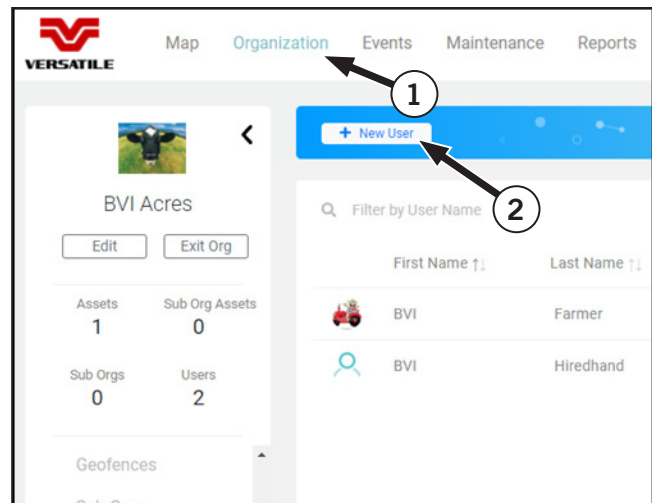 VERSATILE
Map Organization Events Maintenance Reports
1
+ New User
2
BVI Acres
Edit Exit Org
Assets Sub Org Assets
1 0
Sub Orgs Users
0 2
Geofences
Filter by User Name
First Name ↑↓ Last Name ↑↓
BVI Farmer
BVI Hiredhand